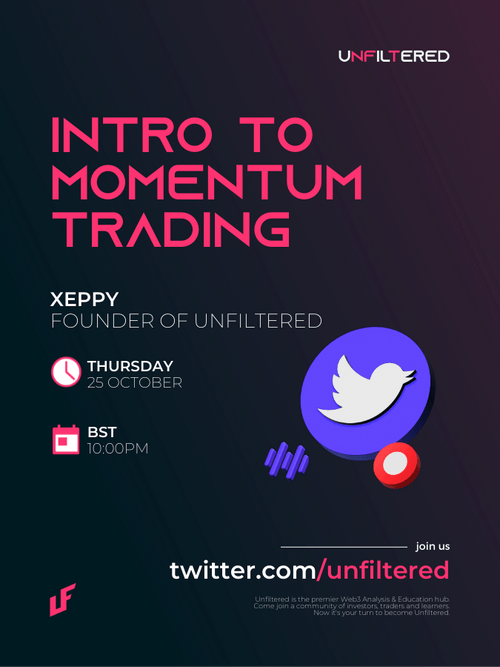 UNFILTERED
INTRO TO
MOMENTUM
TRADING
XEPPY
FOUNDER OF UNFILTERED
THURSDAY
25 OCTOBER
BST
10:00PM
join us
twitter.com/unfiltered
Unfiltered is the premier Web3 Analysis & Education hub.
Come join a community of investors, traders and learners.
Now it's your turn to become Unfiltered.
UF